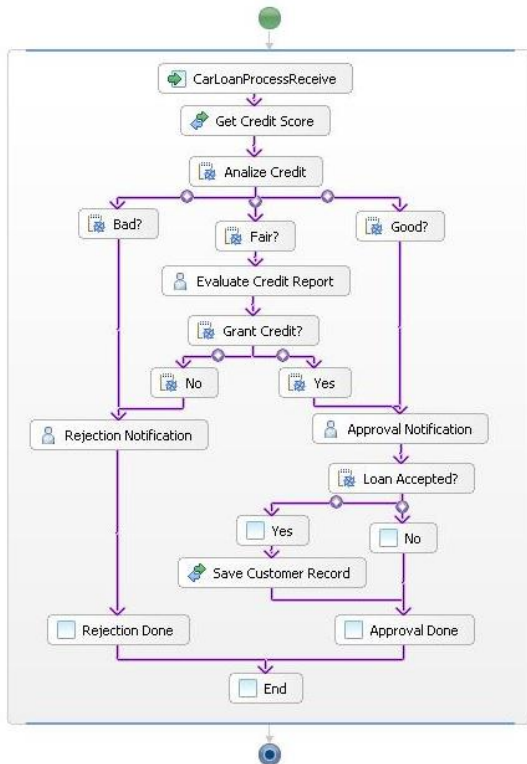 CarLoanProcessReceive
Get Credit Score
Analize Credit
Bad?
Fair?
Good?
Evaluate Credit Report
Grant Credit?
No
Yes
Rejection Notification
Approval Notification
Loan Accepted?
Yes
No
Save Customer Record
Rejection Done
Approval Done
End